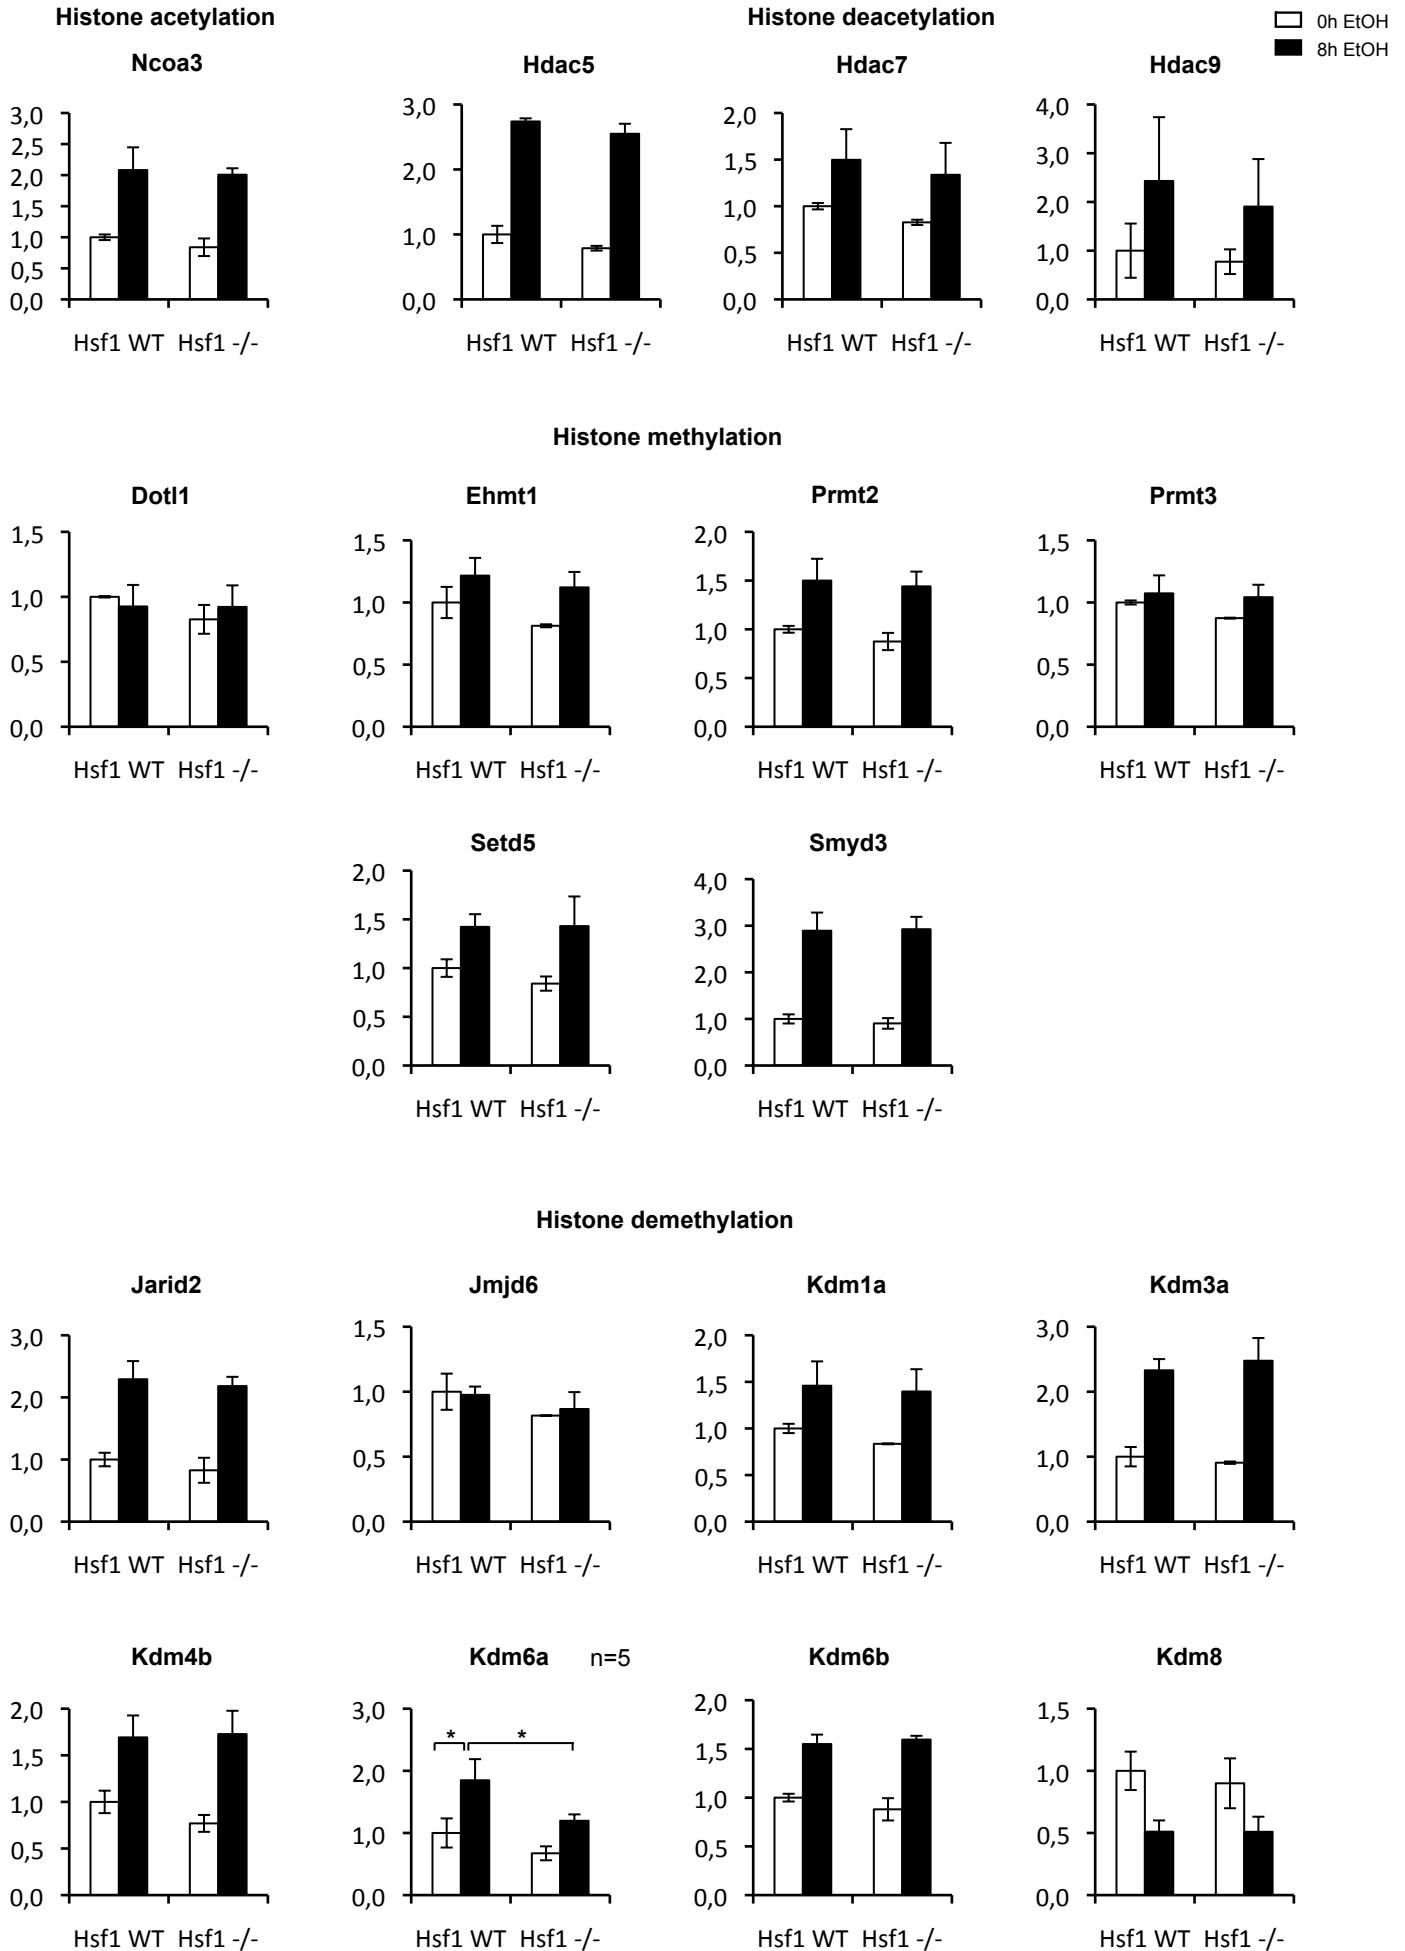 Histone acetylation
Histone deacetylation
0h EtOH
8h EtOH
Ncoa3
Hdac5
Hdac7
Hdac9
3,0
2,5
2,0
1,5
1,0
0,5
0,0
Hsf1 WT Hsf1 -/-
3,0
2,0
1,0
0,0
Hsf1 WT Hsf1 -/-
2,0
1,5
1,0
0,5
0,0
Hsf1 WT Hsf1 -/-
4,0
3,0
2,0
1,0
0,0
Hsf1 WT Hsf1 -/-
Histone methylation
Dotl1
Ehmt1
Prmt2
Prmt3
1,5
1,0
0,5
0,0
Hsf1 WT Hsf1 -/-
1,5
1,0
0,5
0,0
Hsf1 WT Hsf1 -/-
2,0
1,5
1,0
0,5
0,0
Hsf1 WT Hsf1 -/-
1,5
1,0
0,5
0,0
Hsf1 WT Hsf1 -/-
Setd5
Smyd3
2,0
1,5
1,0
0,5
0,0
Hsf1 WT Hsf1 -/-
4,0
3,0
2,0
1,0
0,0
Hsf1 WT Hsf1 -/-
Histone demethylation
Jarid2
Jmjd6
Kdm1a
Kdm3a
3,0
2,0
1,0
0,0
Hsf1 WT Hsf1 -/-
1,5
1,0
0,5
0,0
Hsf1 WT Hsf1 -/-
2,0
1,5
1,0
0,5
0,0
Hsf1 WT Hsf1 -/-
3,0
2,0
1,0
0,0
Hsf1 WT Hsf1 -/-
Kdm4b
Kdm6a n=5
Kdm6b
Kdm8
2,0
1,5
1,0
0,5
0,0
Hsf1 WT Hsf1 -/-
3,0
2,0
1,0
0,0
* *
Hsf1 WT Hsf1 -/-
2,0
1,5
1,0
0,5
0,0
Hsf1 WT Hsf1 -/-
1,5
1,0
0,5
0,0
Hsf1 WT Hsf1 -/-